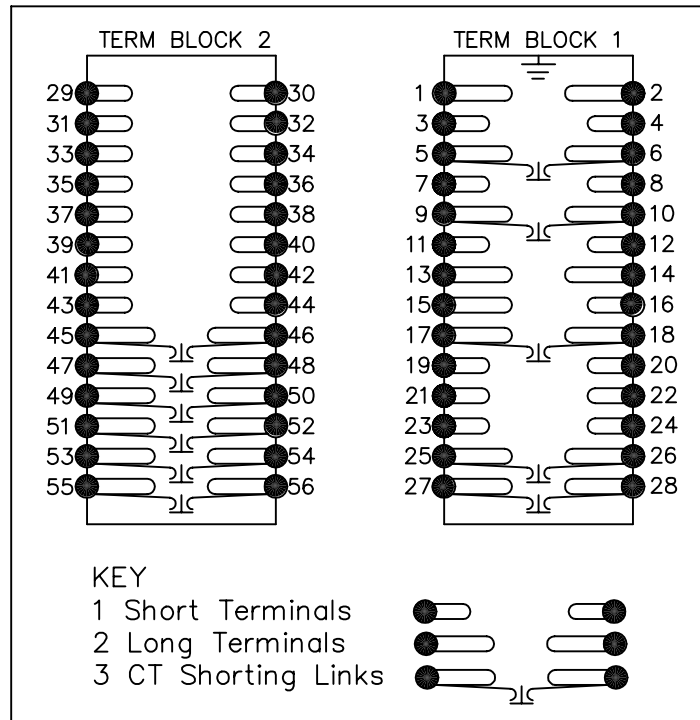 TERM BLOCK 2 TERM BLOCK 1
29 30 1 2
31 32 3 4
33 34 5 6
35 36 7 8
37 38 9 10
39 40 11 12
41 42 13 14
43 44 15 16
45 46 17 18
47 48 19 20
49 50 21 22
51 52 23 24
53 54 25 26
55 56 27 28
KEY
1 Short Terminals
2 Long Terminals
3 CT Shorting Links